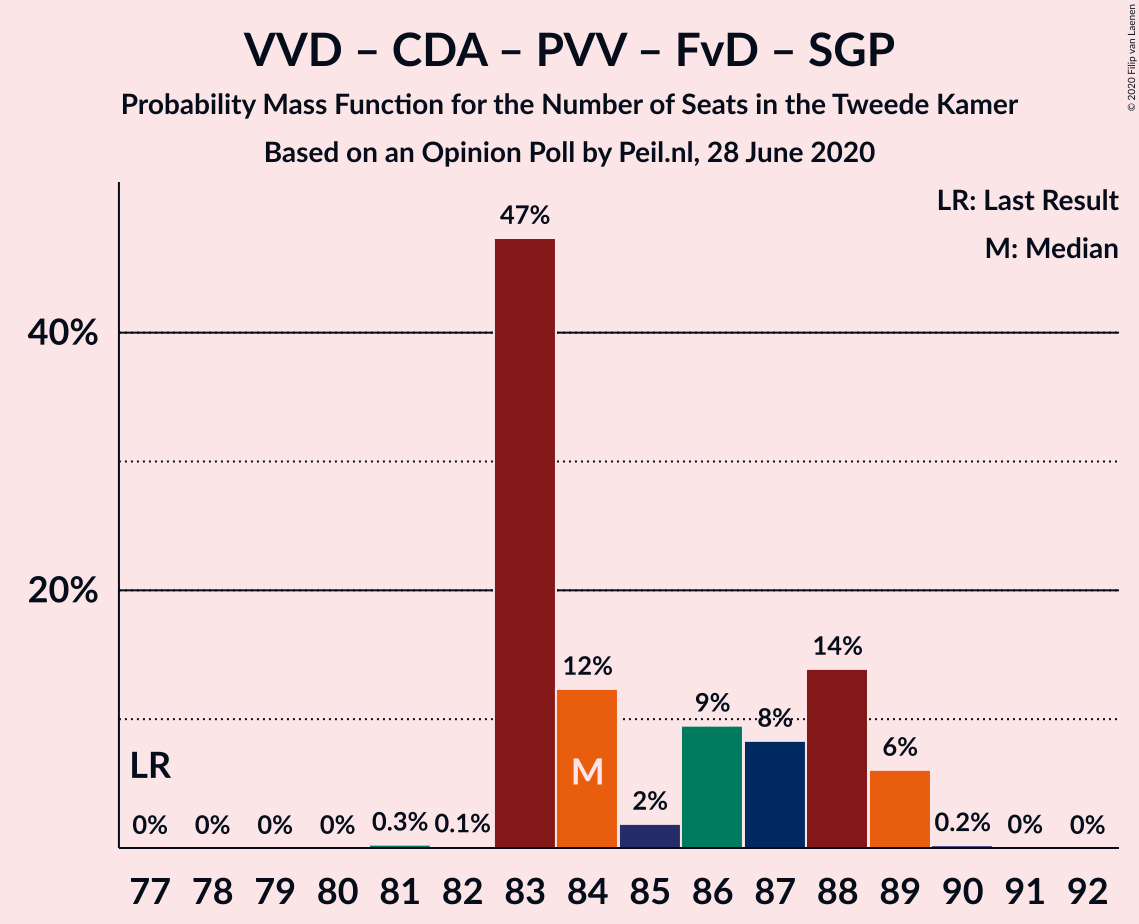 VVD – CDA – PVV – FvD – SGP
Probability Mass Function for the Number of Seats in the Tweede Kamer
Based on an Opinion Poll by Peil.nl, 28 June 2020
© 2020 Filip van Laenen
LR: Last Result
M: Median
40%
20%
LR
M
0% 0% 0% 0% 0.3% 0.1% 47% 12% 2% 9% 8% 14% 6% 0.2% 0% 0%
77 78 79 80 81 82 83 84 85 86 87 88 89 90 91 92